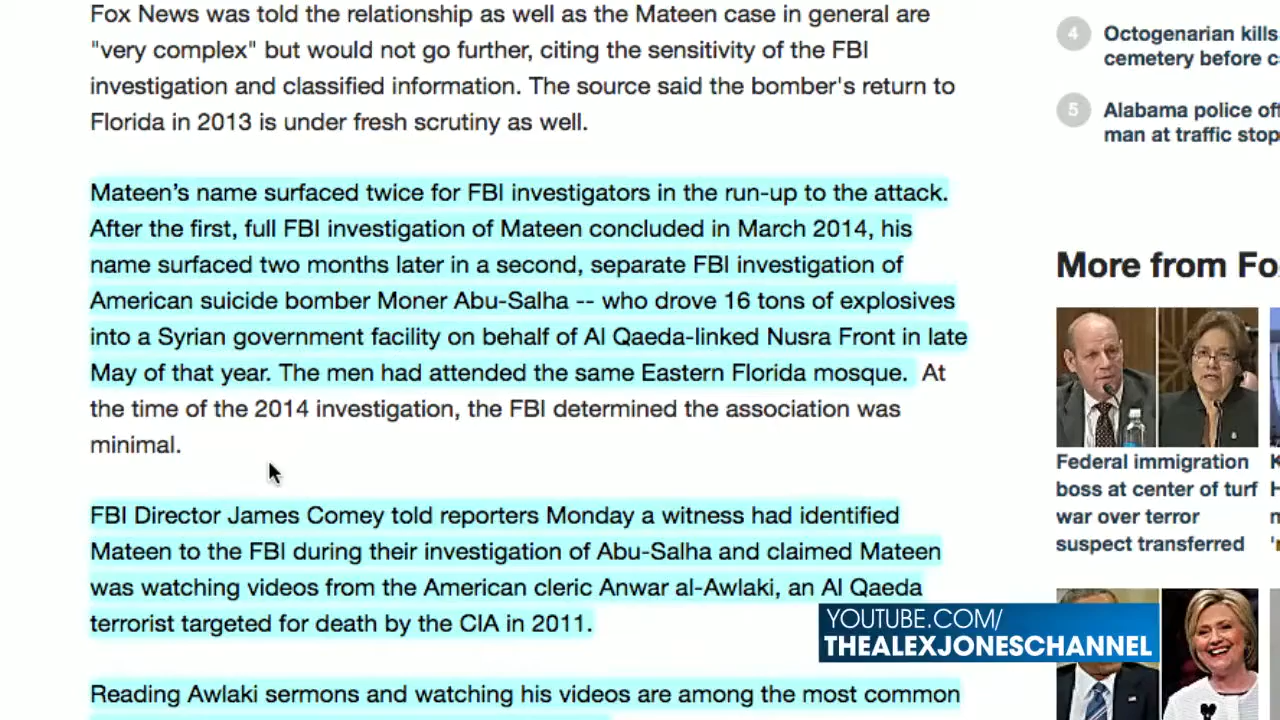 Fox News was told the relationship as well as the Mateen case in general are
"very complex" but would not go further, citing the sensitivity of the FBI
investigation and classified information. The source said the bomber's return to
Florida in 2013 is under fresh scrutiny as well.
Mateen’s name surfaced twice for FBI investigators in the run-up to the attack.
After the first, full FBI investigation of Mateen concluded in March 2014, his
name surfaced two months later in a second, separate FBI investigation of
American suicide bomber Moner Abu-Salha -- who drove 16 tons of explosives
into a Syrian government facility on behalf of Al Qaeda-linked Nusra Front in late
May of that year. The men had attended the same Eastern Florida mosque. At
the time of the 2014 investigation, the FBI determined the association was
minimal.
FBI Director James Comey told reporters Monday a witness had identified
Mateen to the FBI during their investigation of Abu-Salha and claimed Mateen
was watching videos from the American cleric Anwar al-Awlaki, an Al Qaeda
terrorist targeted for death by the CIA in 2011.
Reading Awlaki sermons and watching his videos are among the most common
4
Octogenarian kills
cemetery before c
5
Alabama police off
man at traffic stop
More from Fo
Federal immigration
boss at center of turf
war over terror
suspect transferred
K
H
YOUTUBE.COM/
THEALEXJONESCHANNEL